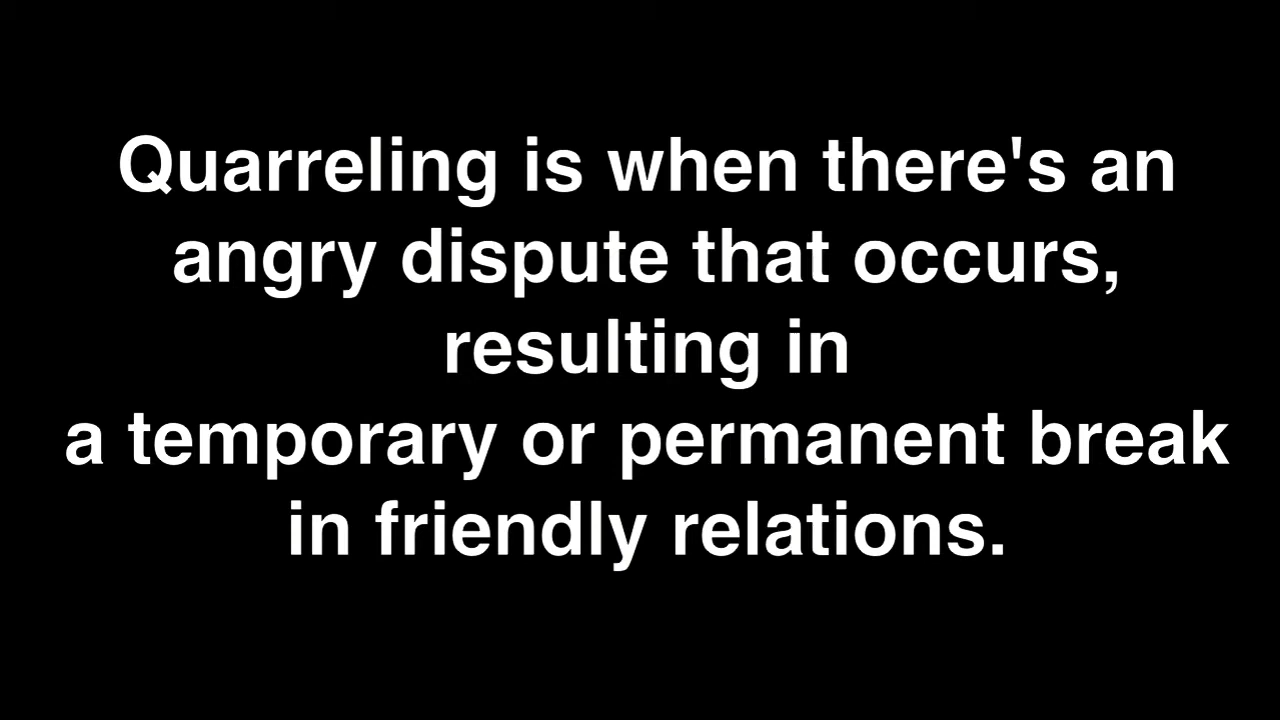 Quarreling is when there's an
angry dispute that occurs,
resulting in
a temporary or permanent break
in friendly relations.